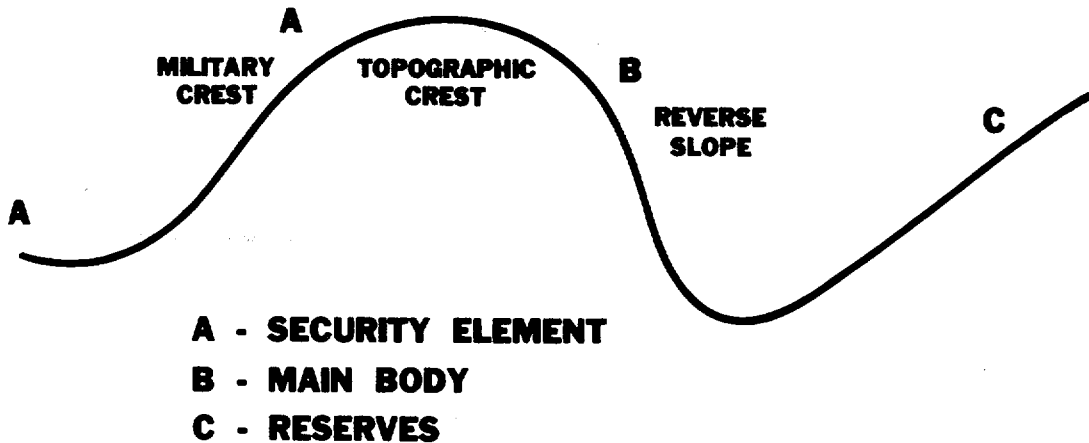 A
MILITARY
CREST
TOPOGRAPHIC
CREST
B
REVERSE
SLOPE
C
A
A - SECURITY ELEMENT
B - MAIN BODY
C - RESERVES